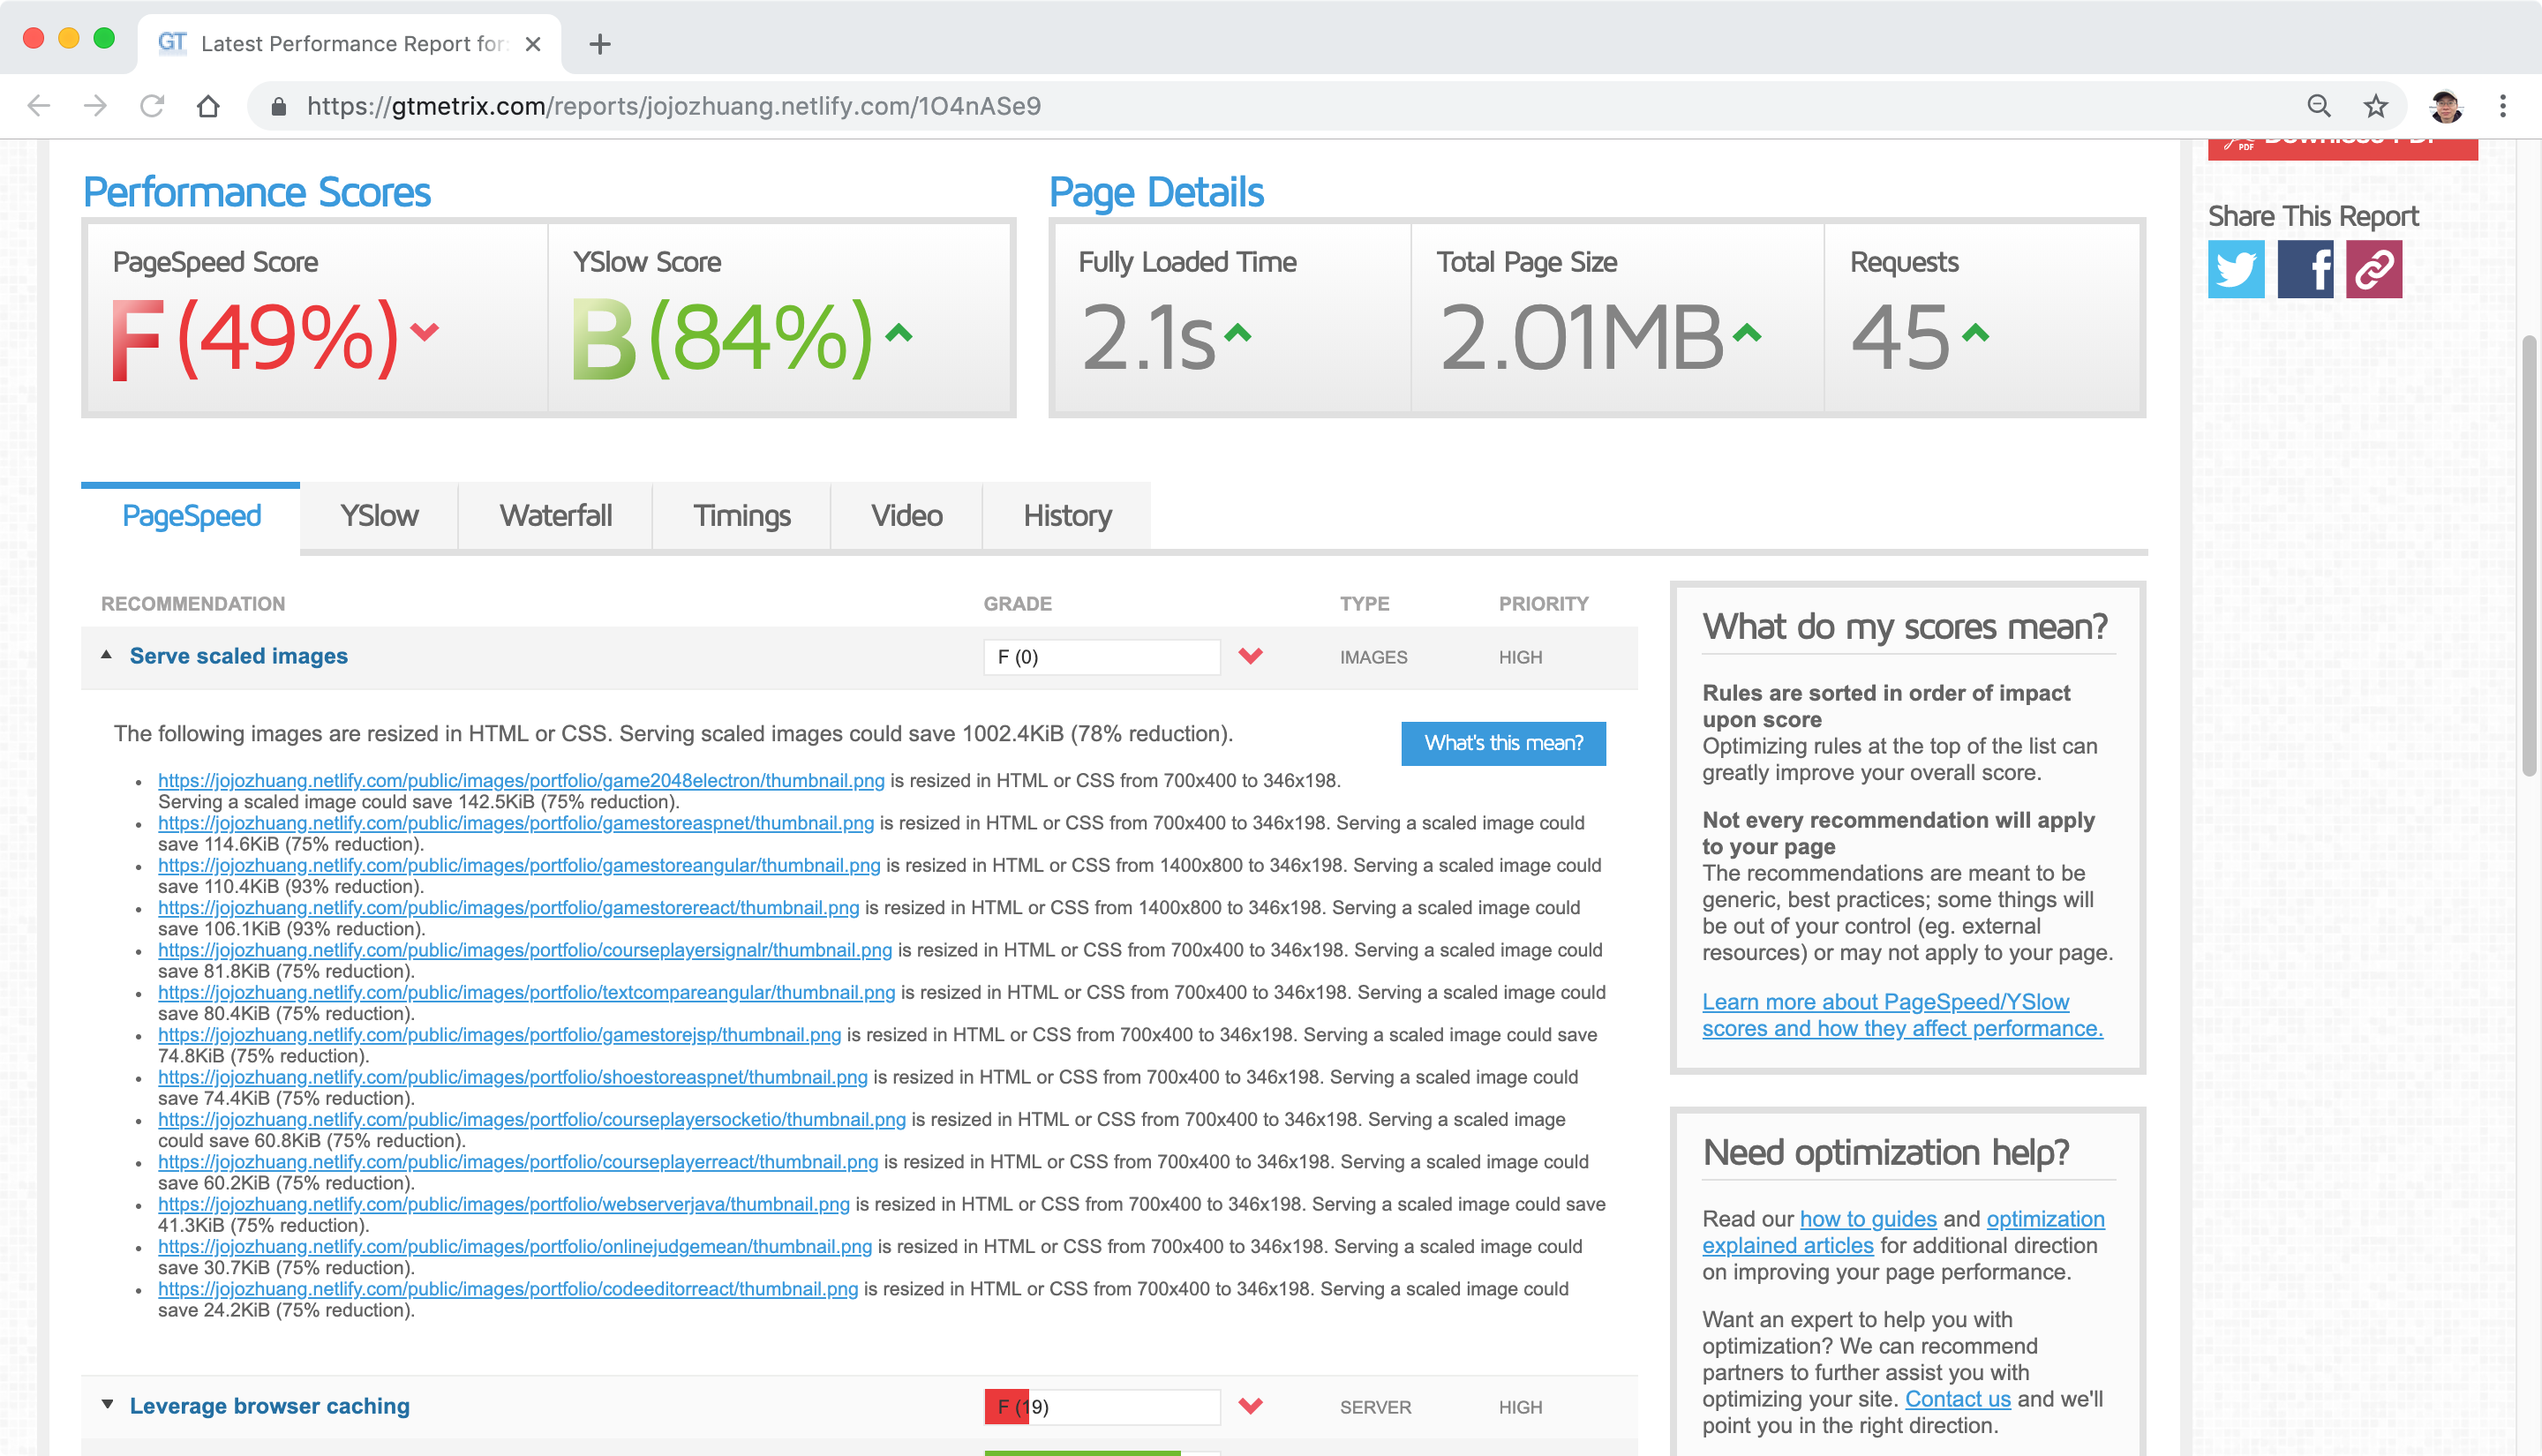 GT Latest Performance Report for:
https://gtmetrix.com/reports/jojozhuang.netlify.com/1O4nASe9
Performance Scores
Page Details
PageSpeed Score
YSlow Score
Fully Loaded Time
Total Page Size
Requests
F (49%)
B (84%)
2.1s
2.01MB
45
PDF
Share This Report
PageSpeed
YSlow
Waterfall
Timings
Video
History
RECOMMENDATION GRADE TYPE PRIORITY
Serve scaled images F (0) IMAGES HIGH
The following images are resized in HTML or CSS. Serving scaled images could save 1002.4KiB (78% reduction).
What's this mean?
https://jojozhuang.netlify.com/public/images/portfolio/game2048electron/thumbnail.png is resized in HTML or CSS from 700x400 to 346x198.
Serving a scaled image could save 142.5KiB (75% reduction).
https://jojozhuang.netlify.com/public/images/portfolio/gamestoreaspnet/thumbnail.png is resized in HTML or CSS from 700x400 to 346x198. Serving a scaled image could
save 114.6KiB (75% reduction).
https://jojozhuang.netlify.com/public/images/portfolio/gamestoreangular/thumbnail.png is resized in HTML or CSS from 1400x800 to 346x198. Serving a scaled image could
save 110.4KiB (93% reduction).
https://jojozhuang.netlify.com/public/images/portfolio/gamestorereact/thumbnail.png is resized in HTML or CSS from 1400x800 to 346x198. Serving a scaled image could
save 106.1KiB (93% reduction).
https://jojozhuang.netlify.com/public/images/portfolio/courseplayersignalr/thumbnail.png is resized in HTML or CSS from 700x400 to 346x198. Serving a scaled image could
save 81.8KiB (75% reduction).
https://jojozhuang.netlify.com/public/images/portfolio/textcompareangular/thumbnail.png is resized in HTML or CSS from 700x400 to 346x198. Serving a scaled image could
save 80.4KiB (75% reduction).
https://jojozhuang.netlify.com/public/images/portfolio/gamestorejsp/thumbnail.png is resized in HTML or CSS from 700x400 to 346x198. Serving a scaled image could save
74.8KiB (75% reduction).
https://jojozhuang.netlify.com/public/images/portfolio/shoestoreaspnet/thumbnail.png is resized in HTML or CSS from 700x400 to 346x198. Serving a scaled image could
save 74.4KiB (75% reduction).
https://jojozhuang.netlify.com/public/images/portfolio/courseplayersocketio/thumbnail.png is resized in HTML or CSS from 700x400 to 346x198. Serving a scaled image
could save 60.8KiB (75% reduction).
https://jojozhuang.netlify.com/public/images/portfolio/courseplayerreact/thumbnail.png is resized in HTML or CSS from 700x400 to 346x198. Serving a scaled image could
save 60.2KiB (75% reduction).
https://jojozhuang.netlify.com/public/images/portfolio/webserverjava/thumbnail.png is resized in HTML or CSS from 700x400 to 346x198. Serving a scaled image could save
41.3KiB (75% reduction).
https://jojozhuang.netlify.com/public/images/portfolio/onlinejudgemean/thumbnail.png is resized in HTML or CSS from 700x400 to 346x198. Serving a scaled image could
save 30.7KiB (75% reduction).
https://jojozhuang.netlify.com/public/images/portfolio/codeeditorreact/thumbnail.png is resized in HTML or CSS from 700x400 to 346x198. Serving a scaled image could
save 24.2KiB (75% reduction).
Leverage browser caching F (19) SERVER HIGH
What do my scores mean?
Rules are sorted in order of impact
upon score
Optimizing rules at the top of the list can
greatly improve your overall score.
Not every recommendation will apply
to your page
The recommendations are meant to be
generic, best practices; some things will
be out of your control (eg. external
resources) or may not apply to your page.
Learn more about PageSpeed/YSlow
scores and how they affect performance.
Need optimization help?
Read our how to guides and optimization
explained articles for additional direction
on improving your page performance.
Want an expert to help you with
optimization? We can recommend
partners to further assist you with
optimizing your site. Contact us and we'll
point you in the right direction.